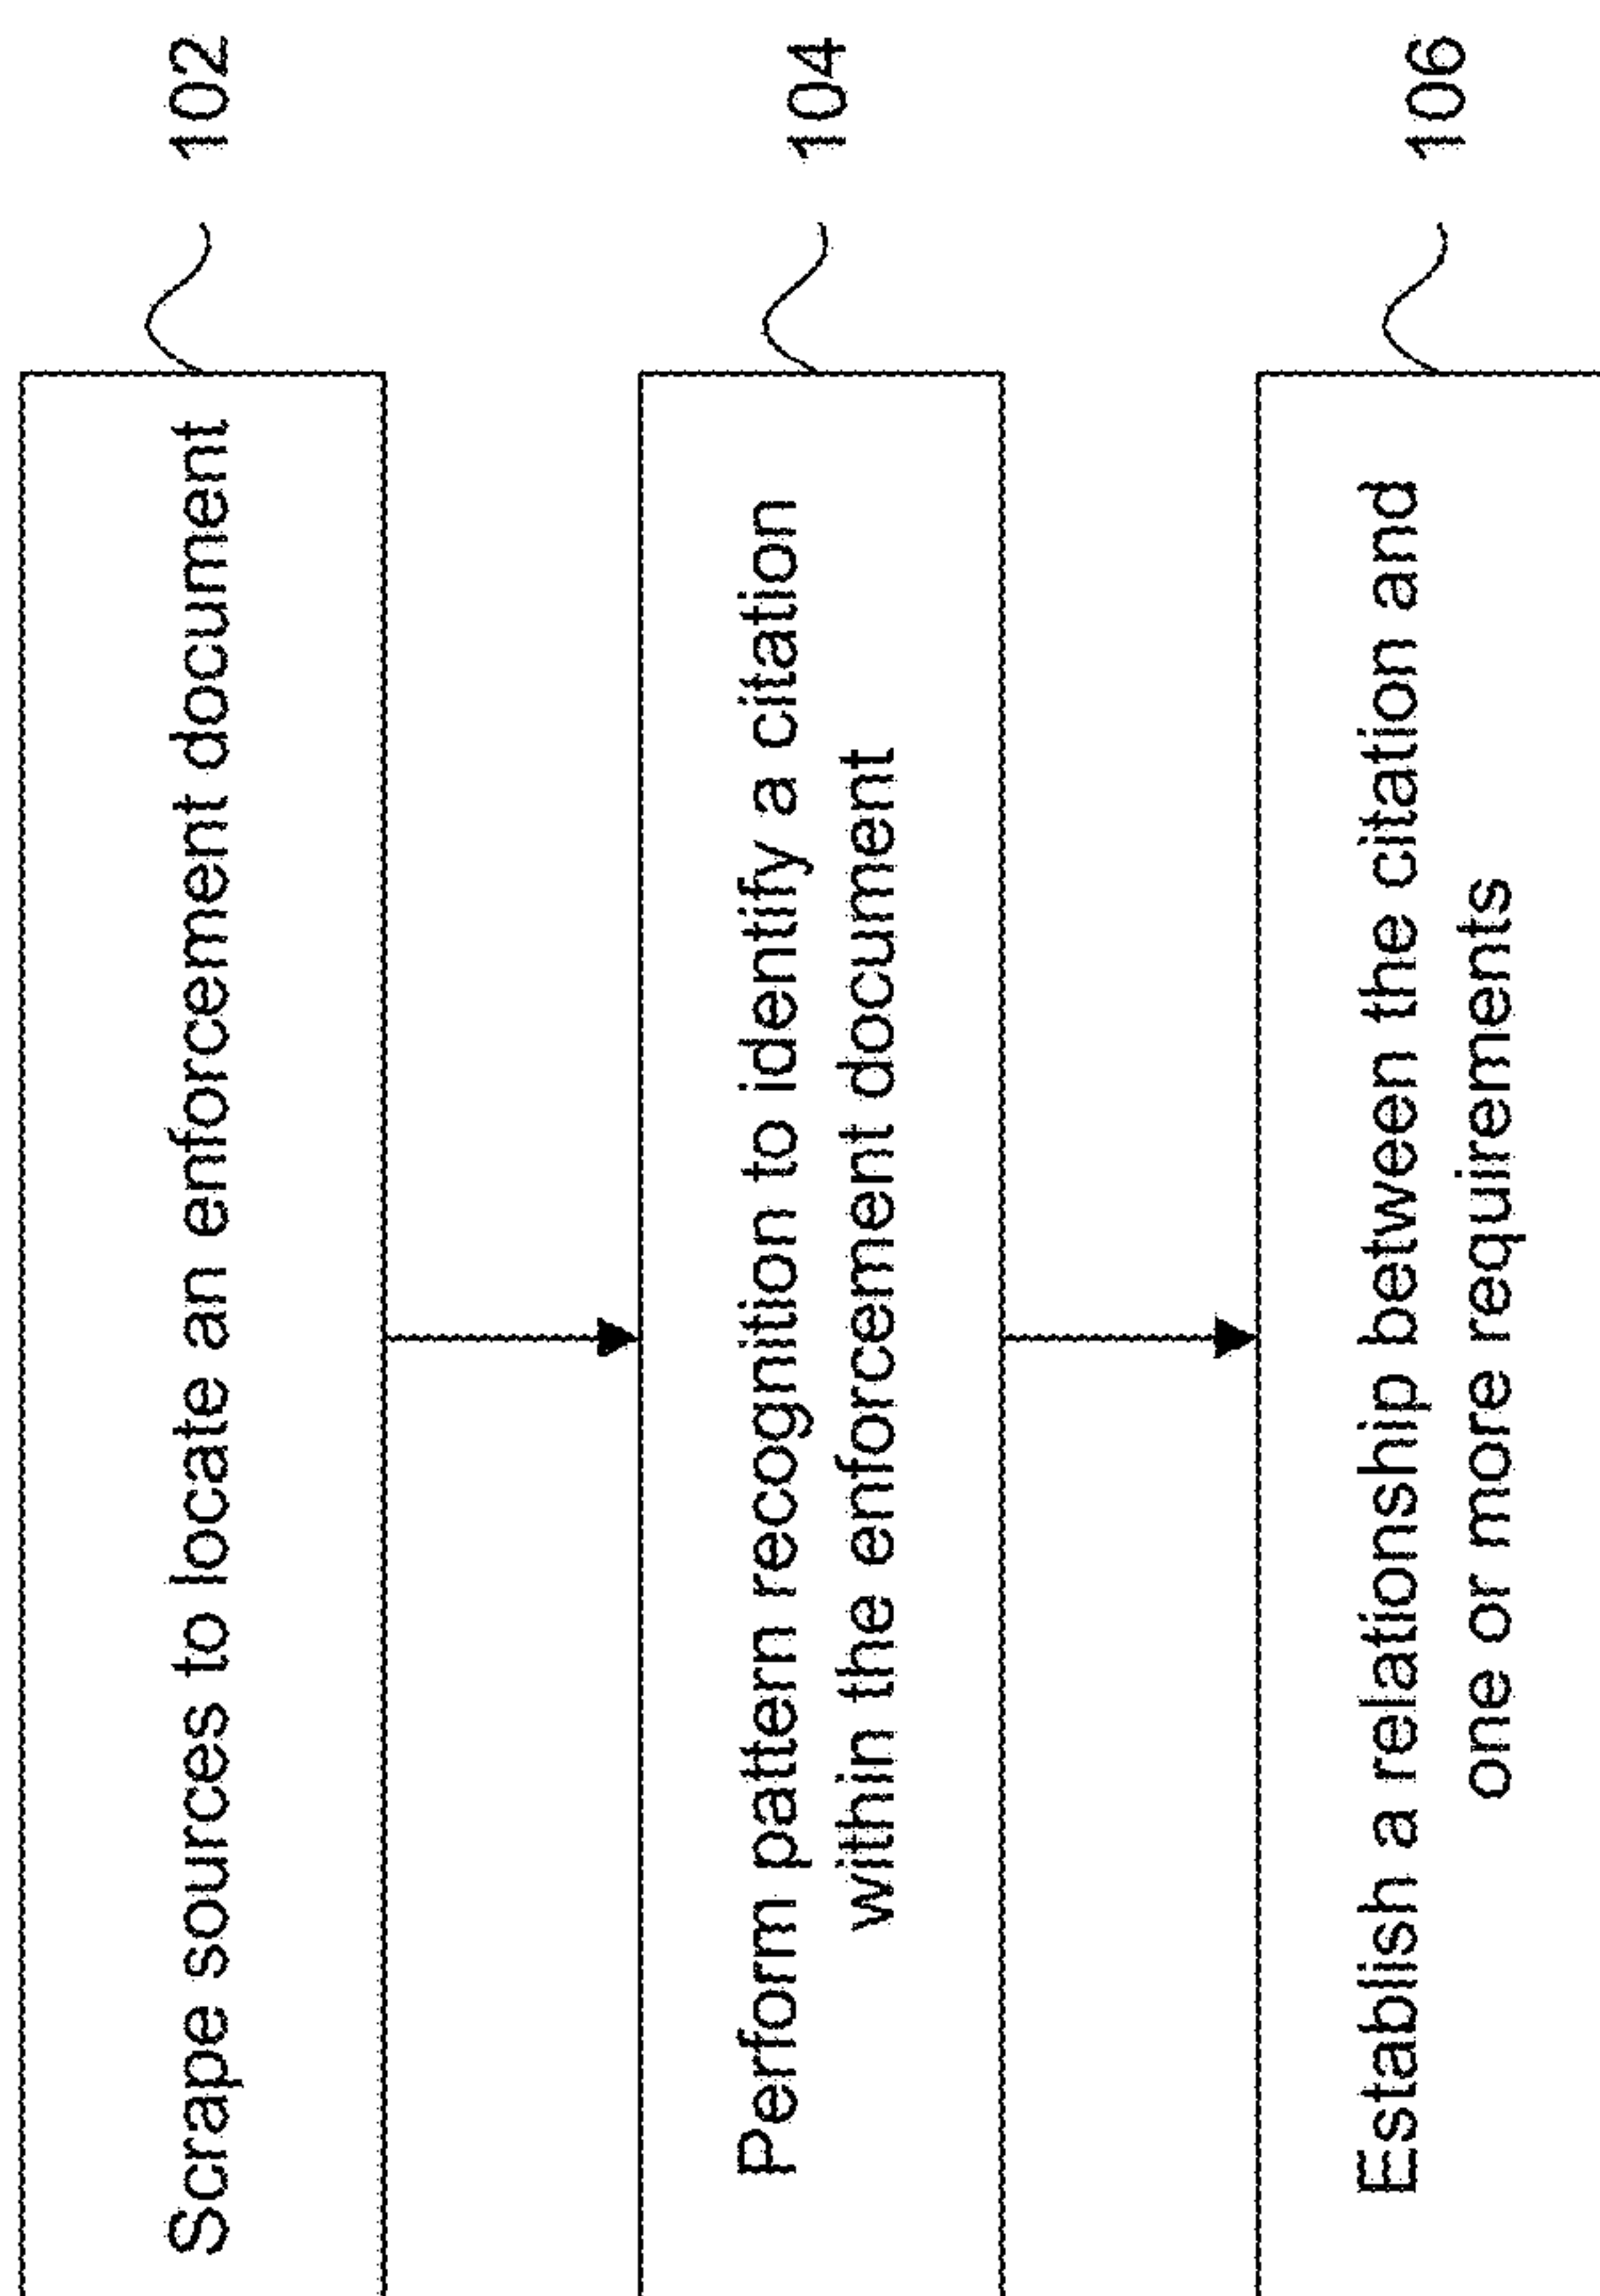 Scrape sources to locate an enforcement document
102
Perform pattern recognition to identify a citation
within the enforcement document
104
Establish a relationship between the citation and
one or more requirements
106